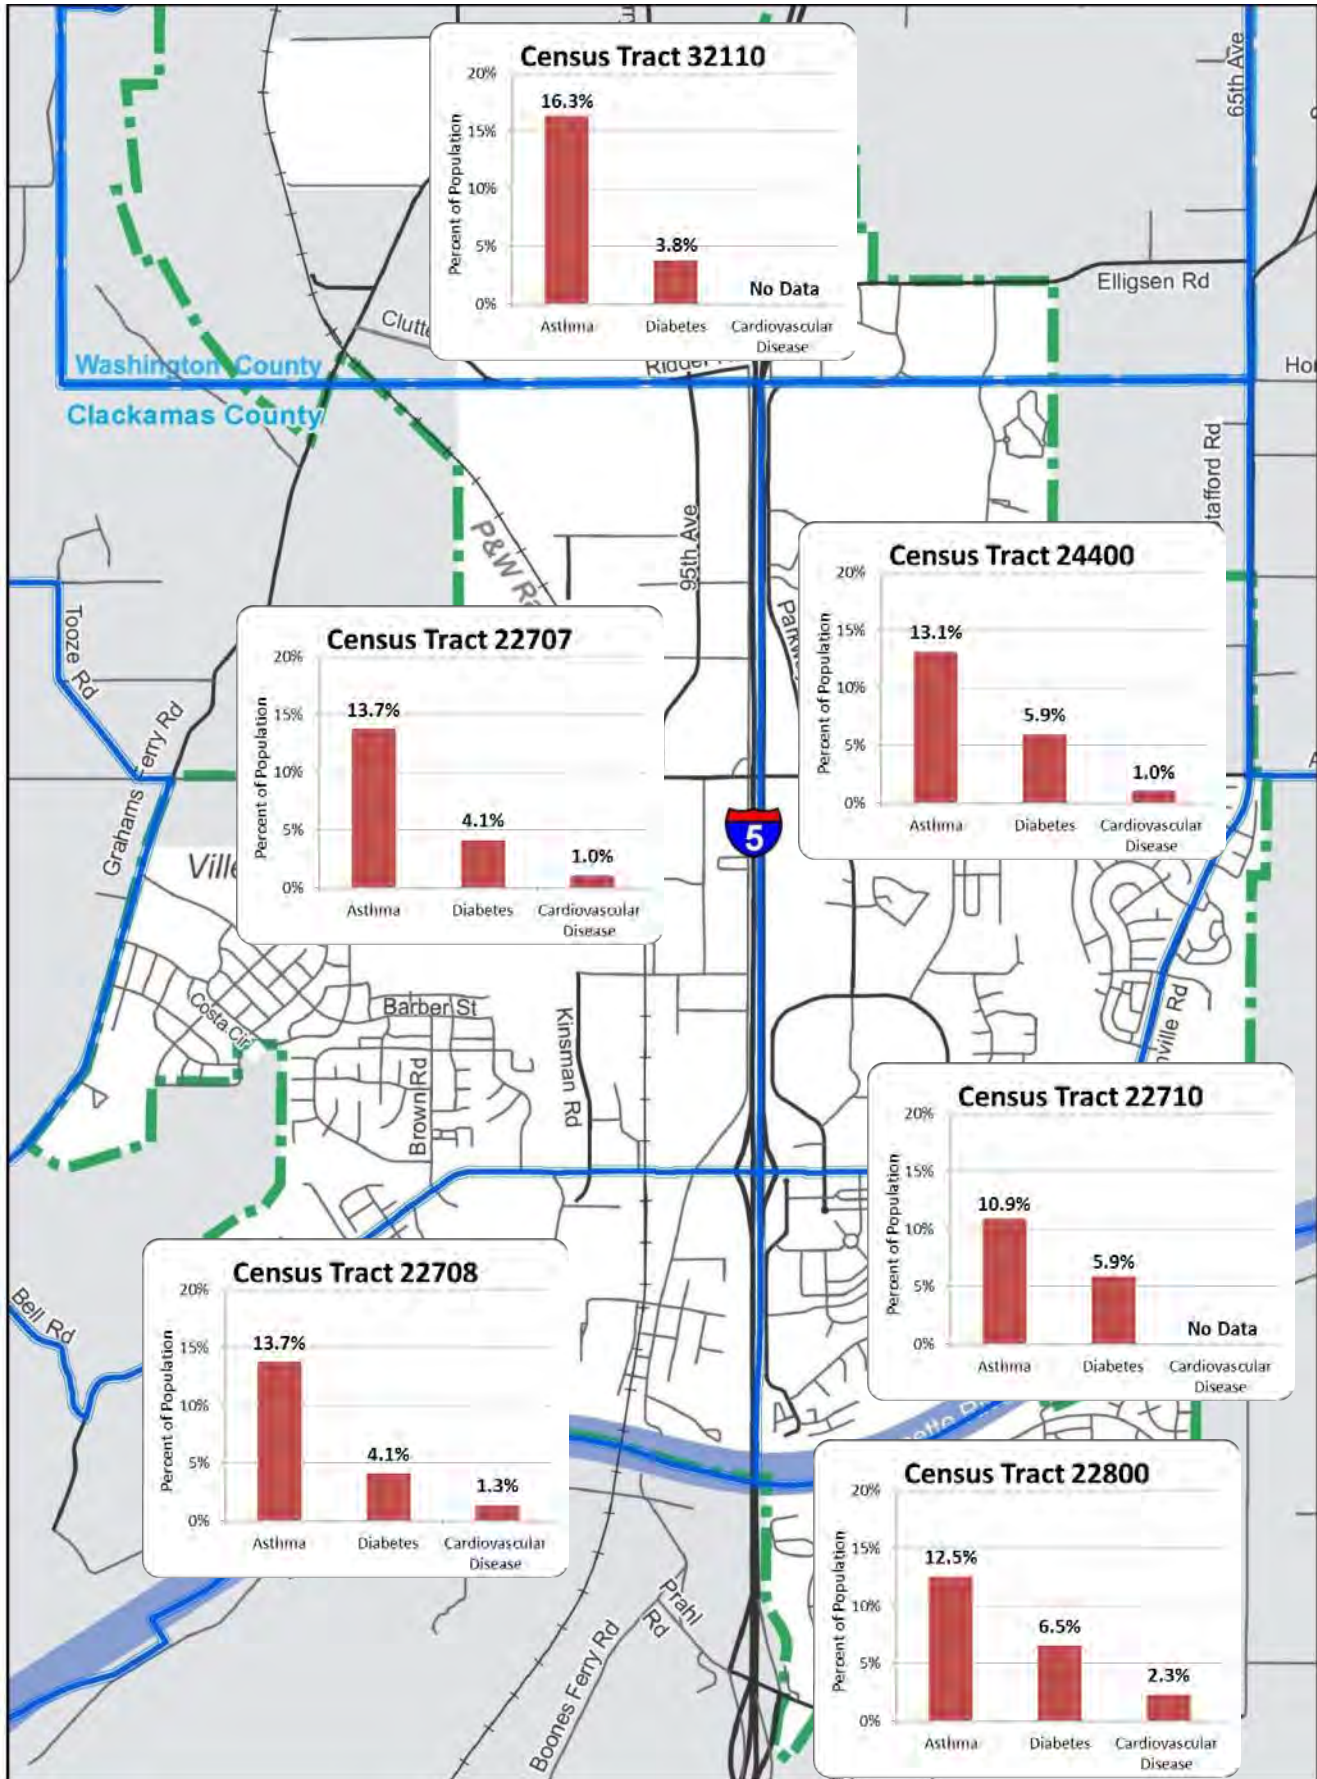 Census Tract 32110
20%
15%
10%
5%
0%
Percent of Population
16.3%
3.8%
No Data
Asthma
Diabetes
Cardiovascular
Disease
65th Ave
Elligsen Rd
Washington County
Clackamas County
95th Ave
P&W
Stafford Rd
Census Tract 24400
20%
15%
10%
5%
0%
Percent of Population
13.1%
5.9%
1.0%
Asthma
Diabetes
Cardiovascular
Disease
Tooze Rd
Grahams Ferry Rd
Census Tract 22707
20%
15%
10%
5%
0%
Percent of Population
13.7%
4.1%
1.0%
Asthma
Diabetes
Cardiovascular
Disease
5
Costa Cir
Barber St
Brown Rd
Kinsman Rd
Census Tract 22710
20%
15%
10%
5%
0%
Percent of Population
10.9%
5.9%
No Data
Asthma
Diabetes
Cardiovascular
Disease
Bell Rd
Census Tract 22708
20%
15%
10%
5%
0%
Percent of Population
13.7%
4.1%
1.3%
Asthma
Diabetes
Cardiovascular
Disease
Census Tract 22800
20%
15%
10%
5%
0%
Percent of Population
12.5%
6.5%
2.3%
Asthma
Diabetes
Cardiovascular
Disease
Prahl
Rd
Boones Ferry Rd